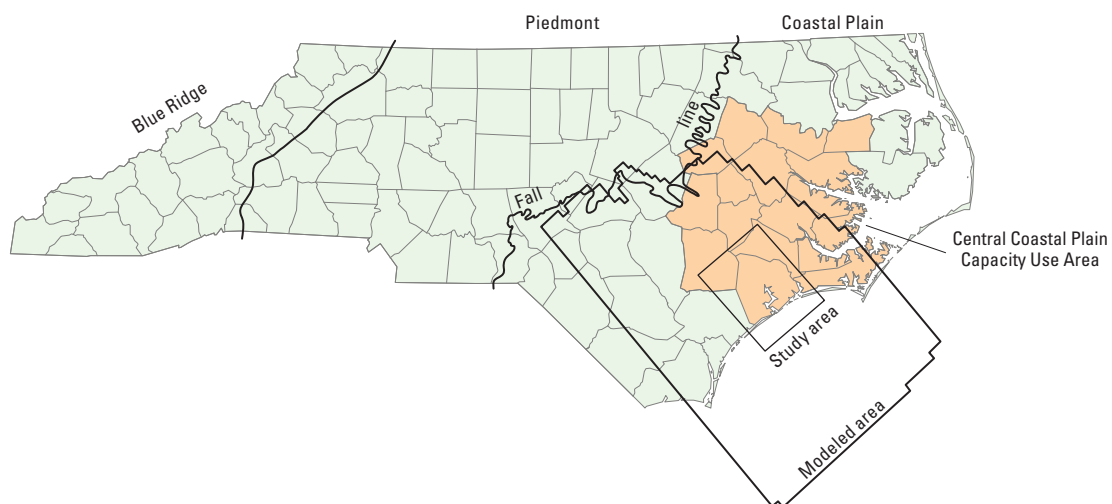 Piedmont
Coastal Plain
Blue Ridge
Fall
line
Central Coastal Plain
Capacity Use Area
Study area
Modeled area